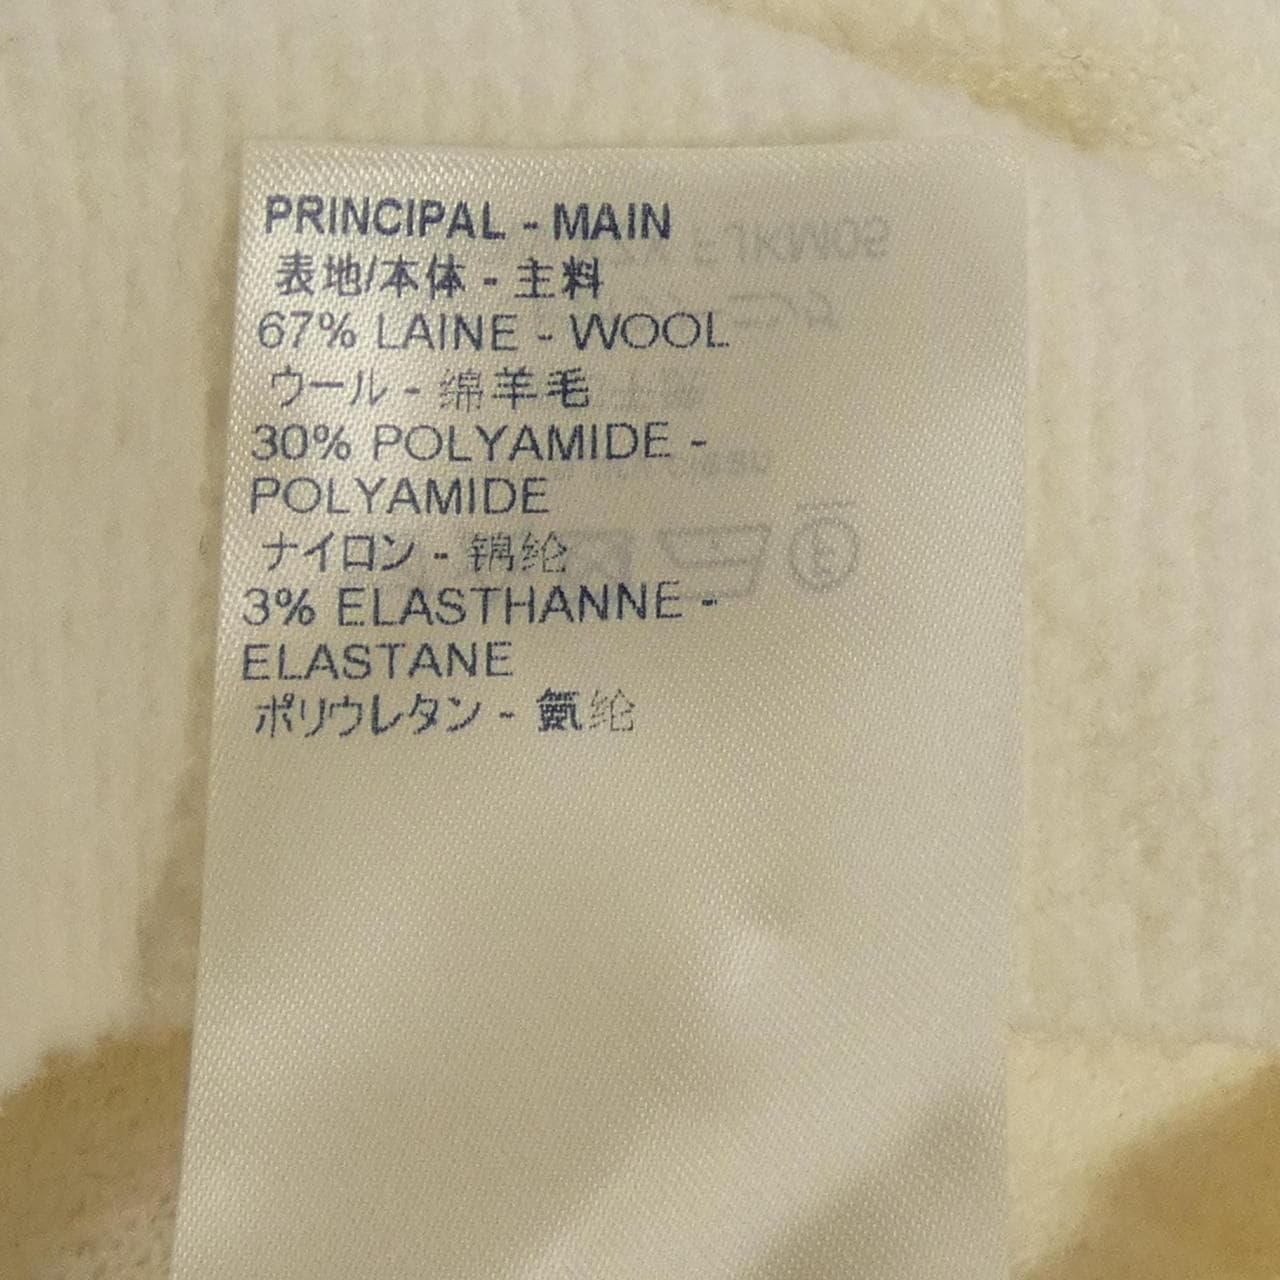 PRINCIPAL - MAIN
表地/本体 - 主料
67% LAINE - WOOL
ウール - 绵羊毛
30% POLYAMIDE -
POLYAMIDE
ナイロン - 锦纶
3% ELASTHANNE -
ELASTANE
ポリウレタン - 氨纶